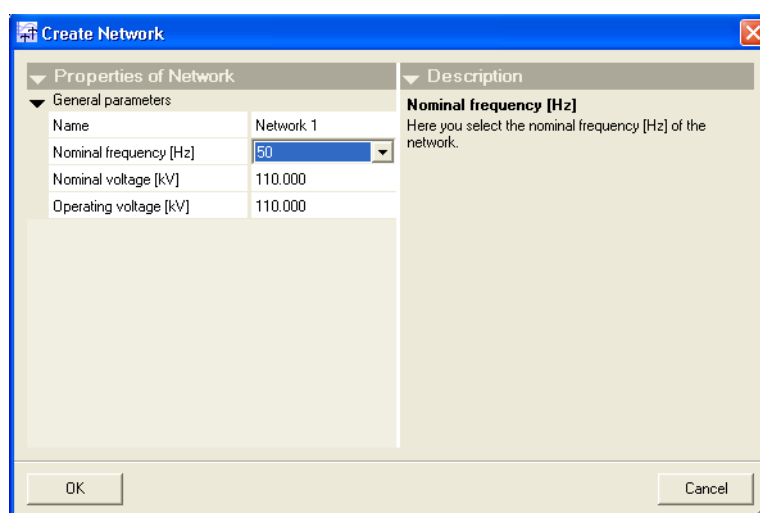 Create Network
Properties of Network
General parameters
Name Network 1
Nominal frequency [Hz] 50
Nominal voltage [kV] 110.000
Operating voltage [kV] 110.000
Description
Nominal frequency [Hz]
Here you select the nominal frequency [Hz] of the
network.
OK
Cancel